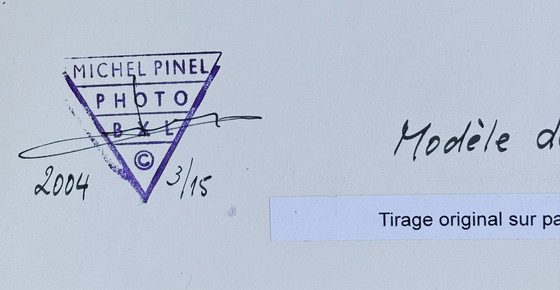 MICHEL PINEL
PHOTO
BXL
©
2004 3/15
Modèle d
Tirage original sur pa